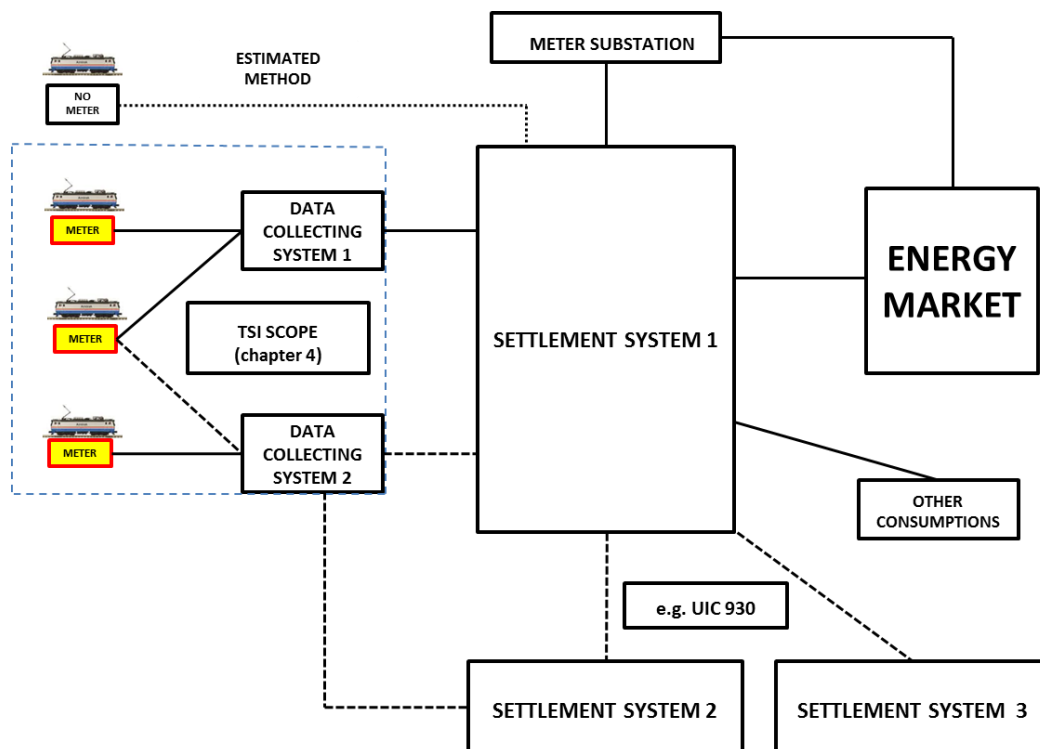 METER SUBSTATION
ESTIMATED
METHOD
NO
METER
METER
DATA
COLLECTING
SYSTEM 1
SETTLEMENT SYSTEM 1
ENERGY
MARKET
METER
TSI SCOPE
(chapter 4)
METER
DATA
COLLECTING
SYSTEM 2
OTHER
CONSUMPTIONS
e.g. UIC 930
SETTLEMENT SYSTEM 2
SETTLEMENT SYSTEM 3